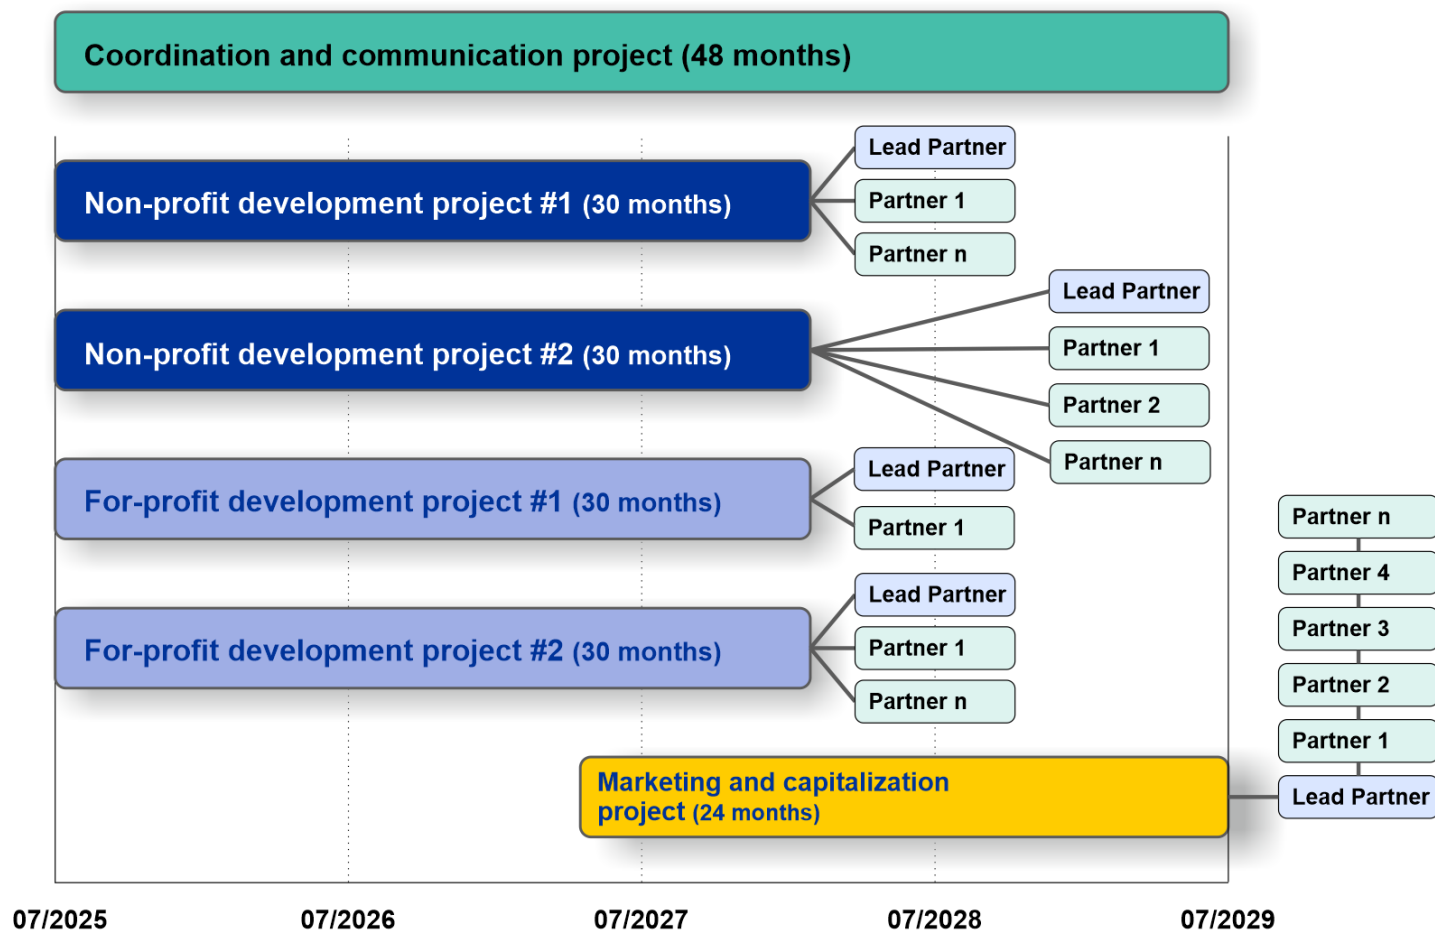 Coordination and communication project (48 months)
Lead Partner
Non-profit development project #1 (30 months)
Partner 1
Partner n
Lead Partner
Non-profit development project #2 (30 months)
Partner 1
Partner 2
Partner n
Lead Partner
For-profit development project #1 (30 months)
Partner 1
Lead Partner
For-profit development project #2 (30 months)
Partner 1
Partner n
Partner n
Partner 4
Partner 3
Partner 2
Partner 1
Lead Partner
Marketing and capitalization
project (24 months)
07/2025
07/2026
07/2027
07/2028
07/2029